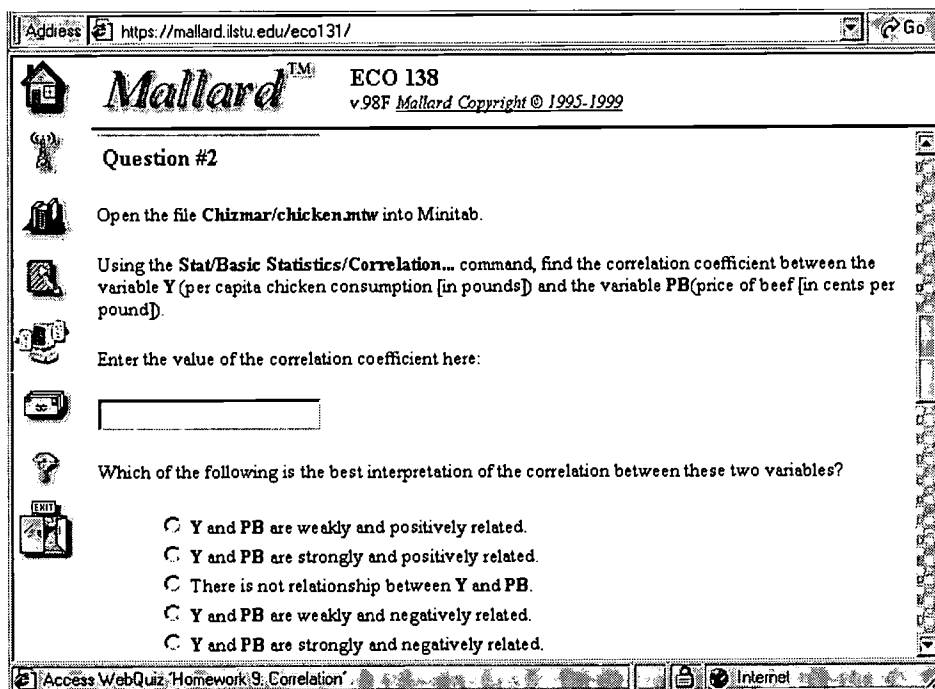 Address https://mallard.ilstu.edu/eco131/ Go
Mallard™
ECO 138
v.98F Mallard Copyright © 1995-1999
Question #2
Open the file Chizmar/chicken.mtw into Minitab.
Using the Stat/Basic Statistics/Correlation... command, find the correlation coefficient between the
variable Y (per capita chicken consumption [in pounds]) and the variable PB(price of beef [in cents per
pound]).
Enter the value of the correlation coefficient here:
Which of the following is the best interpretation of the correlation between these two variables?
Y and PB are weakly and positively related.
Y and PB are strongly and positively related.
There is not relationship between Y and PB.
Y and PB are weakly and negatively related.
Y and PB are strongly and negatively related.
EXIT
Access WebQuiz 'Homework 9: Correlation' Internet